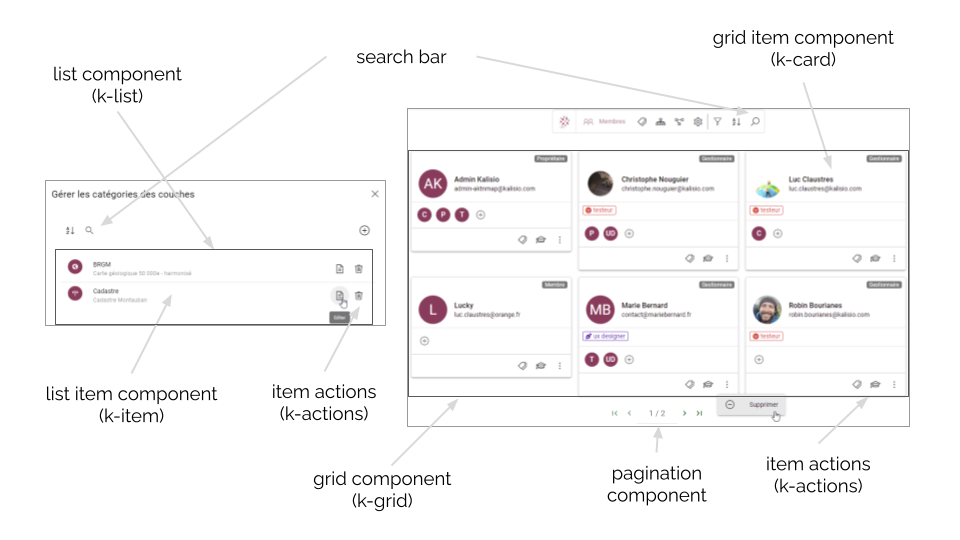 grid item component
(k-card)
search bar
list component
(k-list)
Membres
Gérer les catégories des couches
BRGM
Carte géologique 50 000e - harmonisé
Cadastre
Cadastre Montauban
Editer
Propriétaire
AK
Admin Kalisio
C P T
Gestionnaire
Christophe Nouguier
christophe.nouguier@kalisio.com
testeur
P UD
Gestionnaire
Luc Claustres
luc.claustres@kalisio.com
testeur
C
Membre
L
Lucky
luc.claustres@orange.fr
Gestionnaire
MB
Marie Bernard
contact@mariebernard.fr
ux designer
T UD
Gestionnaire
Robin Bourianes
robin.bourianes@kalisio.com
testeur
1 / 2
Supprimer
list item component
(k-item)
item actions
(k-actions)
grid component
(k-grid)
pagination
component
item actions
(k-actions)